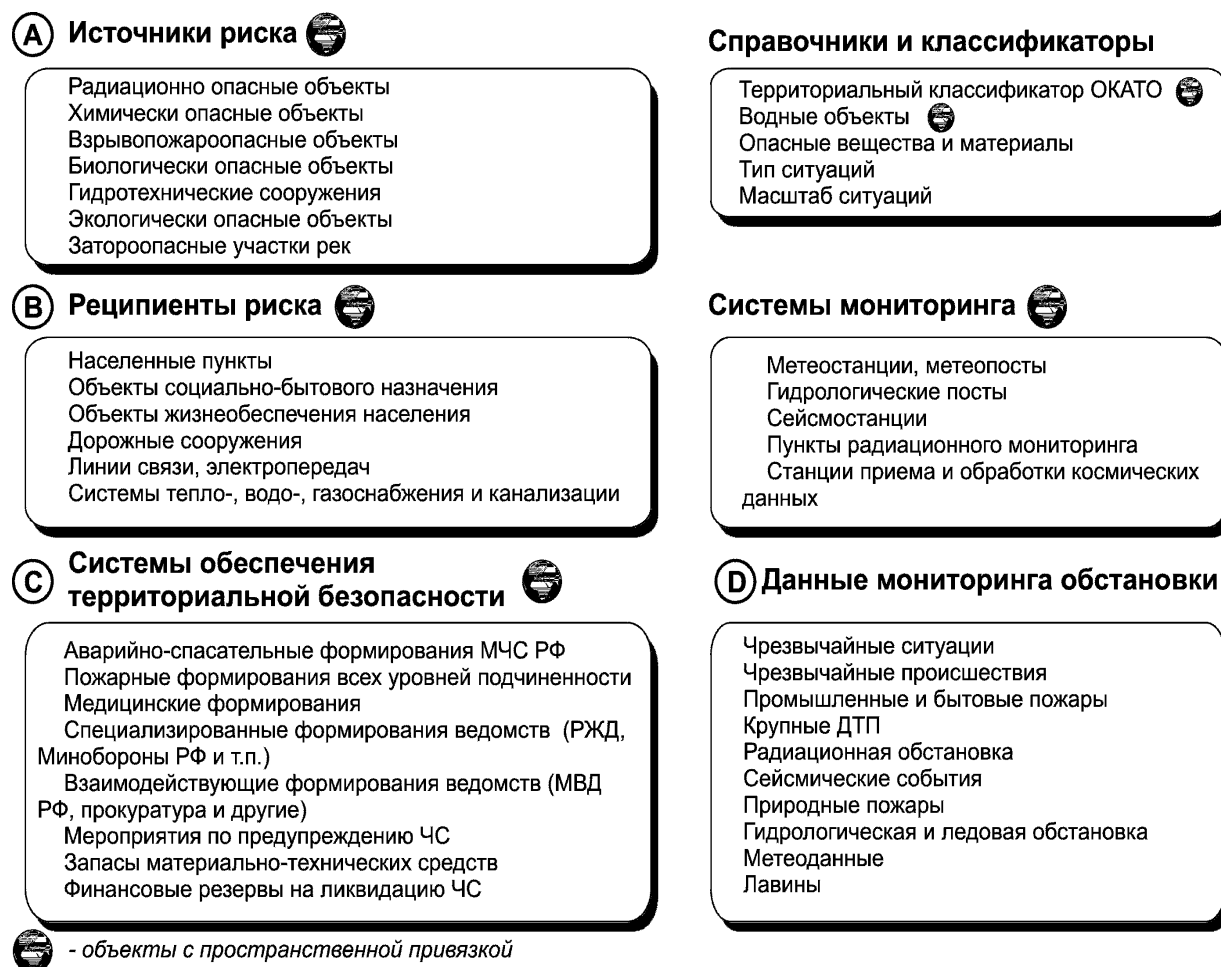 A Источники риска
Радиационно опасные объекты
Химически опасные объекты
Взрывопожароопасные объекты
Биологически опасные объекты
Гидротехнические сооружения
Экологически опасные объекты
Затороопасные участки рек
B Реципиенты риска
Населенные пункты
Объекты социально-бытового назначения
Объекты жизнеобеспечения населения
Дорожные сооружения
Линии связи, электропередач
Системы тепло-, водо-, газоснабжения и канализации
C Системы обеспечения
территориальной безопасности
Аварийно-спасательные формирования МЧС РФ
Пожарные формирования всех уровней подчиненности
Медицинские формирования
Специализированные формирования ведомств (РЖД,
Минобороны РФ и т.п.)
Взаимодействующие формирования ведомств (МВД
РФ, прокуратура и другие)
Мероприятия по предупреждению ЧС
Запасы материально-технических средств
Финансовые резервы на ликвидацию ЧС
- объекты с пространственной привязкой
Справочники и классификаторы
Территориальный классификатор ОКАТО
Водные объекты
Опасные вещества и материалы
Тип ситуаций
Масштаб ситуаций
Системы мониторинга
Метеостанции, метеопосты
Гидрологические посты
Сейсмостанции
Пункты радиационного мониторинга
Станции приема и обработки космических
данных
D Данные мониторинга обстановки
Чрезвычайные ситуации
Чрезвычайные происшествия
Промышленные и бытовые пожары
Крупные ДТП
Радиационная обстановка
Сейсмические события
Природные пожары
Гидрологическая и ледовая обстановка
Метеоданные
Лавины